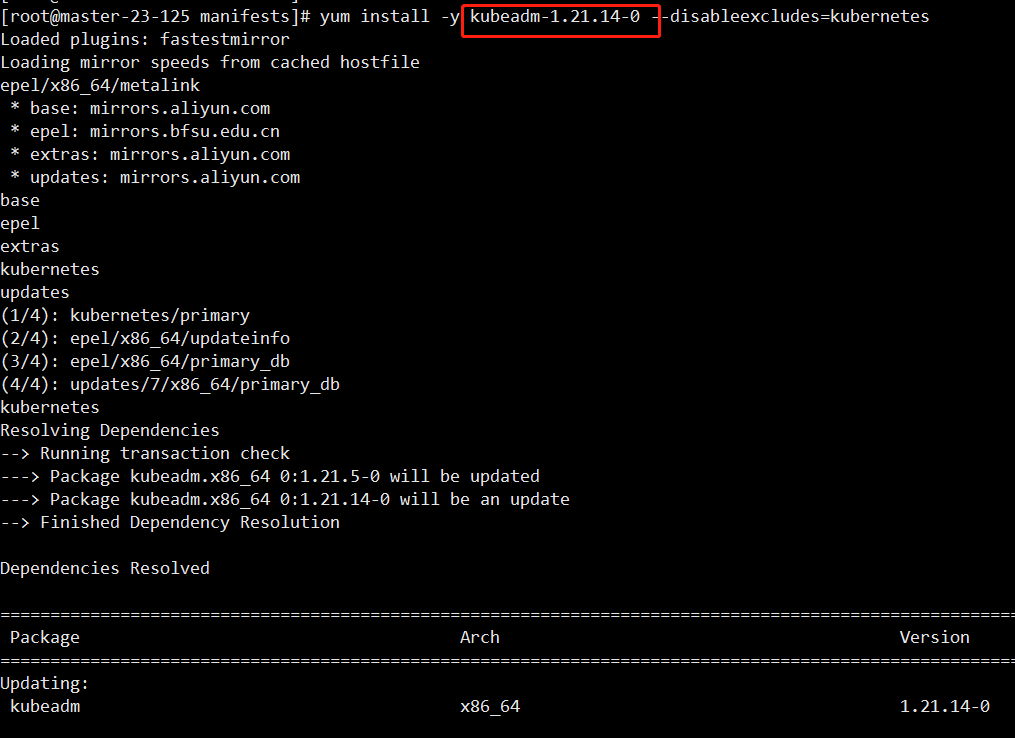 [root@master-23-125 manifests]# yum install -y kubeadm-1.21.14-0 --disableexcludes=kubernetes
Loaded plugins: fastestmirror
Loading mirror speeds from cached hostfile
epel/x86_64/metalink
 * base: mirrors.aliyun.com
 * epel: mirrors.bfsu.edu.cn
 * extras: mirrors.aliyun.com
 * updates: mirrors.aliyun.com
base
epel
extras
kubernetes
updates
(1/4): kubernetes/primary
(2/4): epel/x86_64/updateinfo
(3/4): epel/x86_64/primary_db
(4/4): updates/7/x86_64/primary_db
kubernetes
Resolving Dependencies
--> Running transaction check
---> Package kubeadm.x86_64 0:1.21.5-0 will be updated
---> Package kubeadm.x86_64 0:1.21.14-0 will be an update
--> Finished Dependency Resolution
Dependencies Resolved
Package Arch Version
Updating:
kubeadm x86_64 1.21.14-0